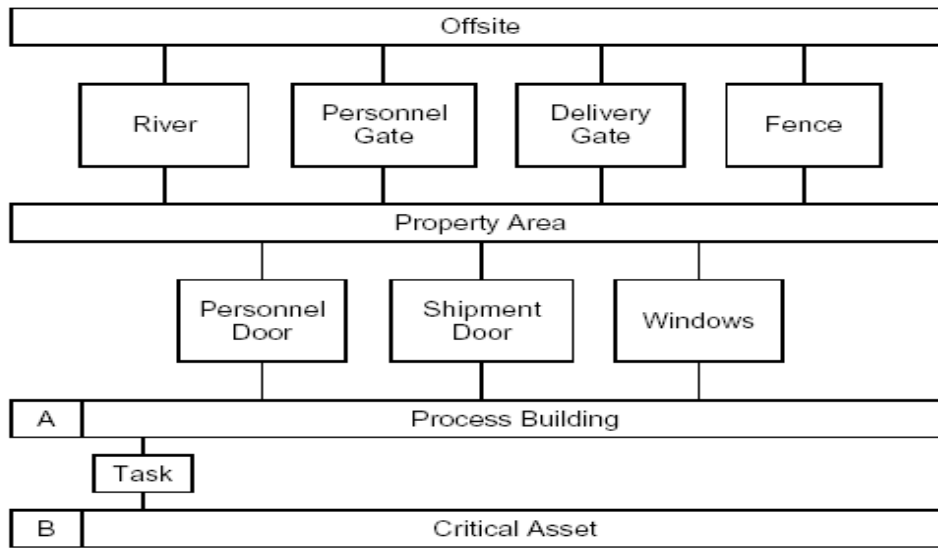 Offsite
River
Personnel
Gate
Delivery
Gate
Fence
Property Area
Personnel
Door
Shipment
Door
Windows
A
Process Building
Task
B
Critical Asset